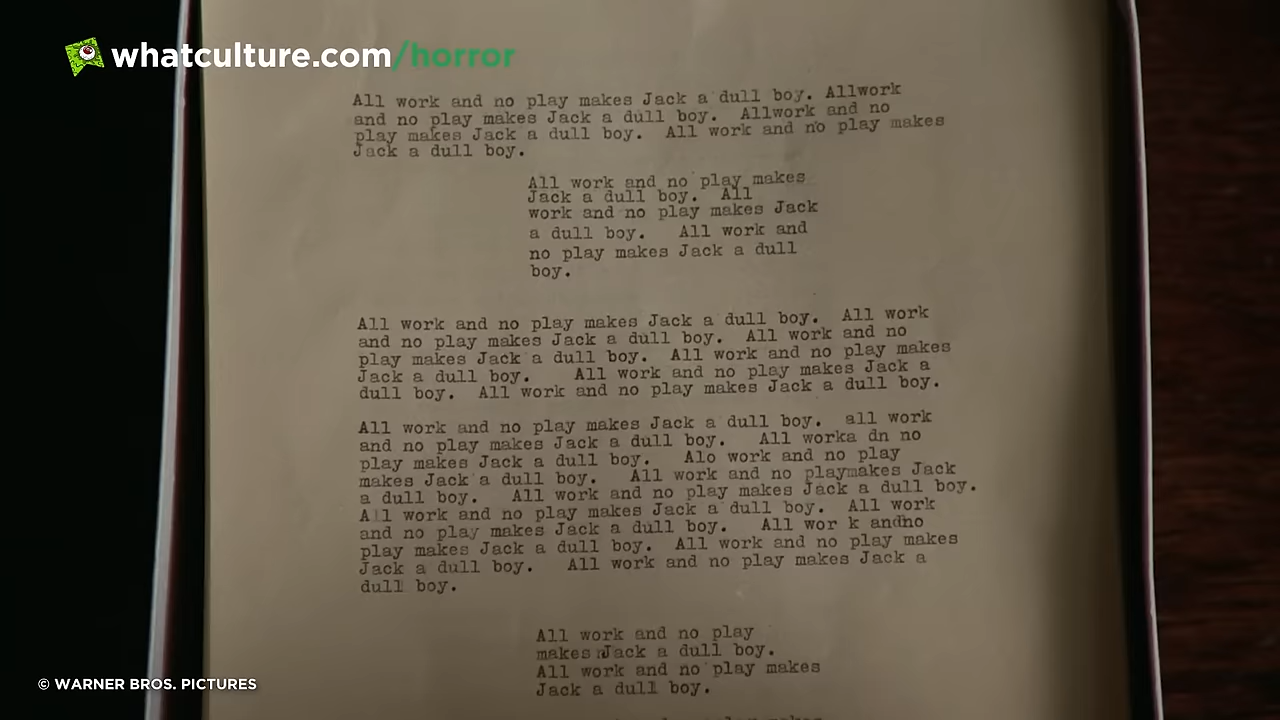 whatculture.com/horror
All work and no play makes Jack a dull boy. Allwork
and no play makes Jack a dull boy.  Allwork and no
play makes Jack a dull boy.  All work and no play makes
Jack a dull boy.
All work and no play makes
Jack a dull boy.  All
work and no play makes Jack
a dull boy.   All work and
no play makes Jack a dull
boy.
All work and no play makes Jack a dull boy.  All work
and no play makes Jack a dull boy.  All work and no
play makes Jack a dull boy.  All work and no play makes
Jack a dull boy.    All work and no play makes Jack a
dull boy.  All work and no play makes Jack a dull boy.
All work and no play makes Jack a dull boy.  all work
and no play makes Jack a dull boy.   All worka dn no
play makes Jack a dull boy.   Alo work and no play
makes Jack a dull boy.   All work and no playmakes Jack
a dull boy.   All work and no play makes Jack a dull boy.
All work and no play makes Jack a dull boy.  All work
and no play makes Jack a dull boy.   All wor k andno
play makes Jack a dull boy.  All work and no play makes
Jack a dull boy.   All work and no play makes Jack a
dull boy.
All work and no play
makes Jack a dull boy.
All work and no play makes
Jack a dull boy.
© WARNER BROS. PICTURES